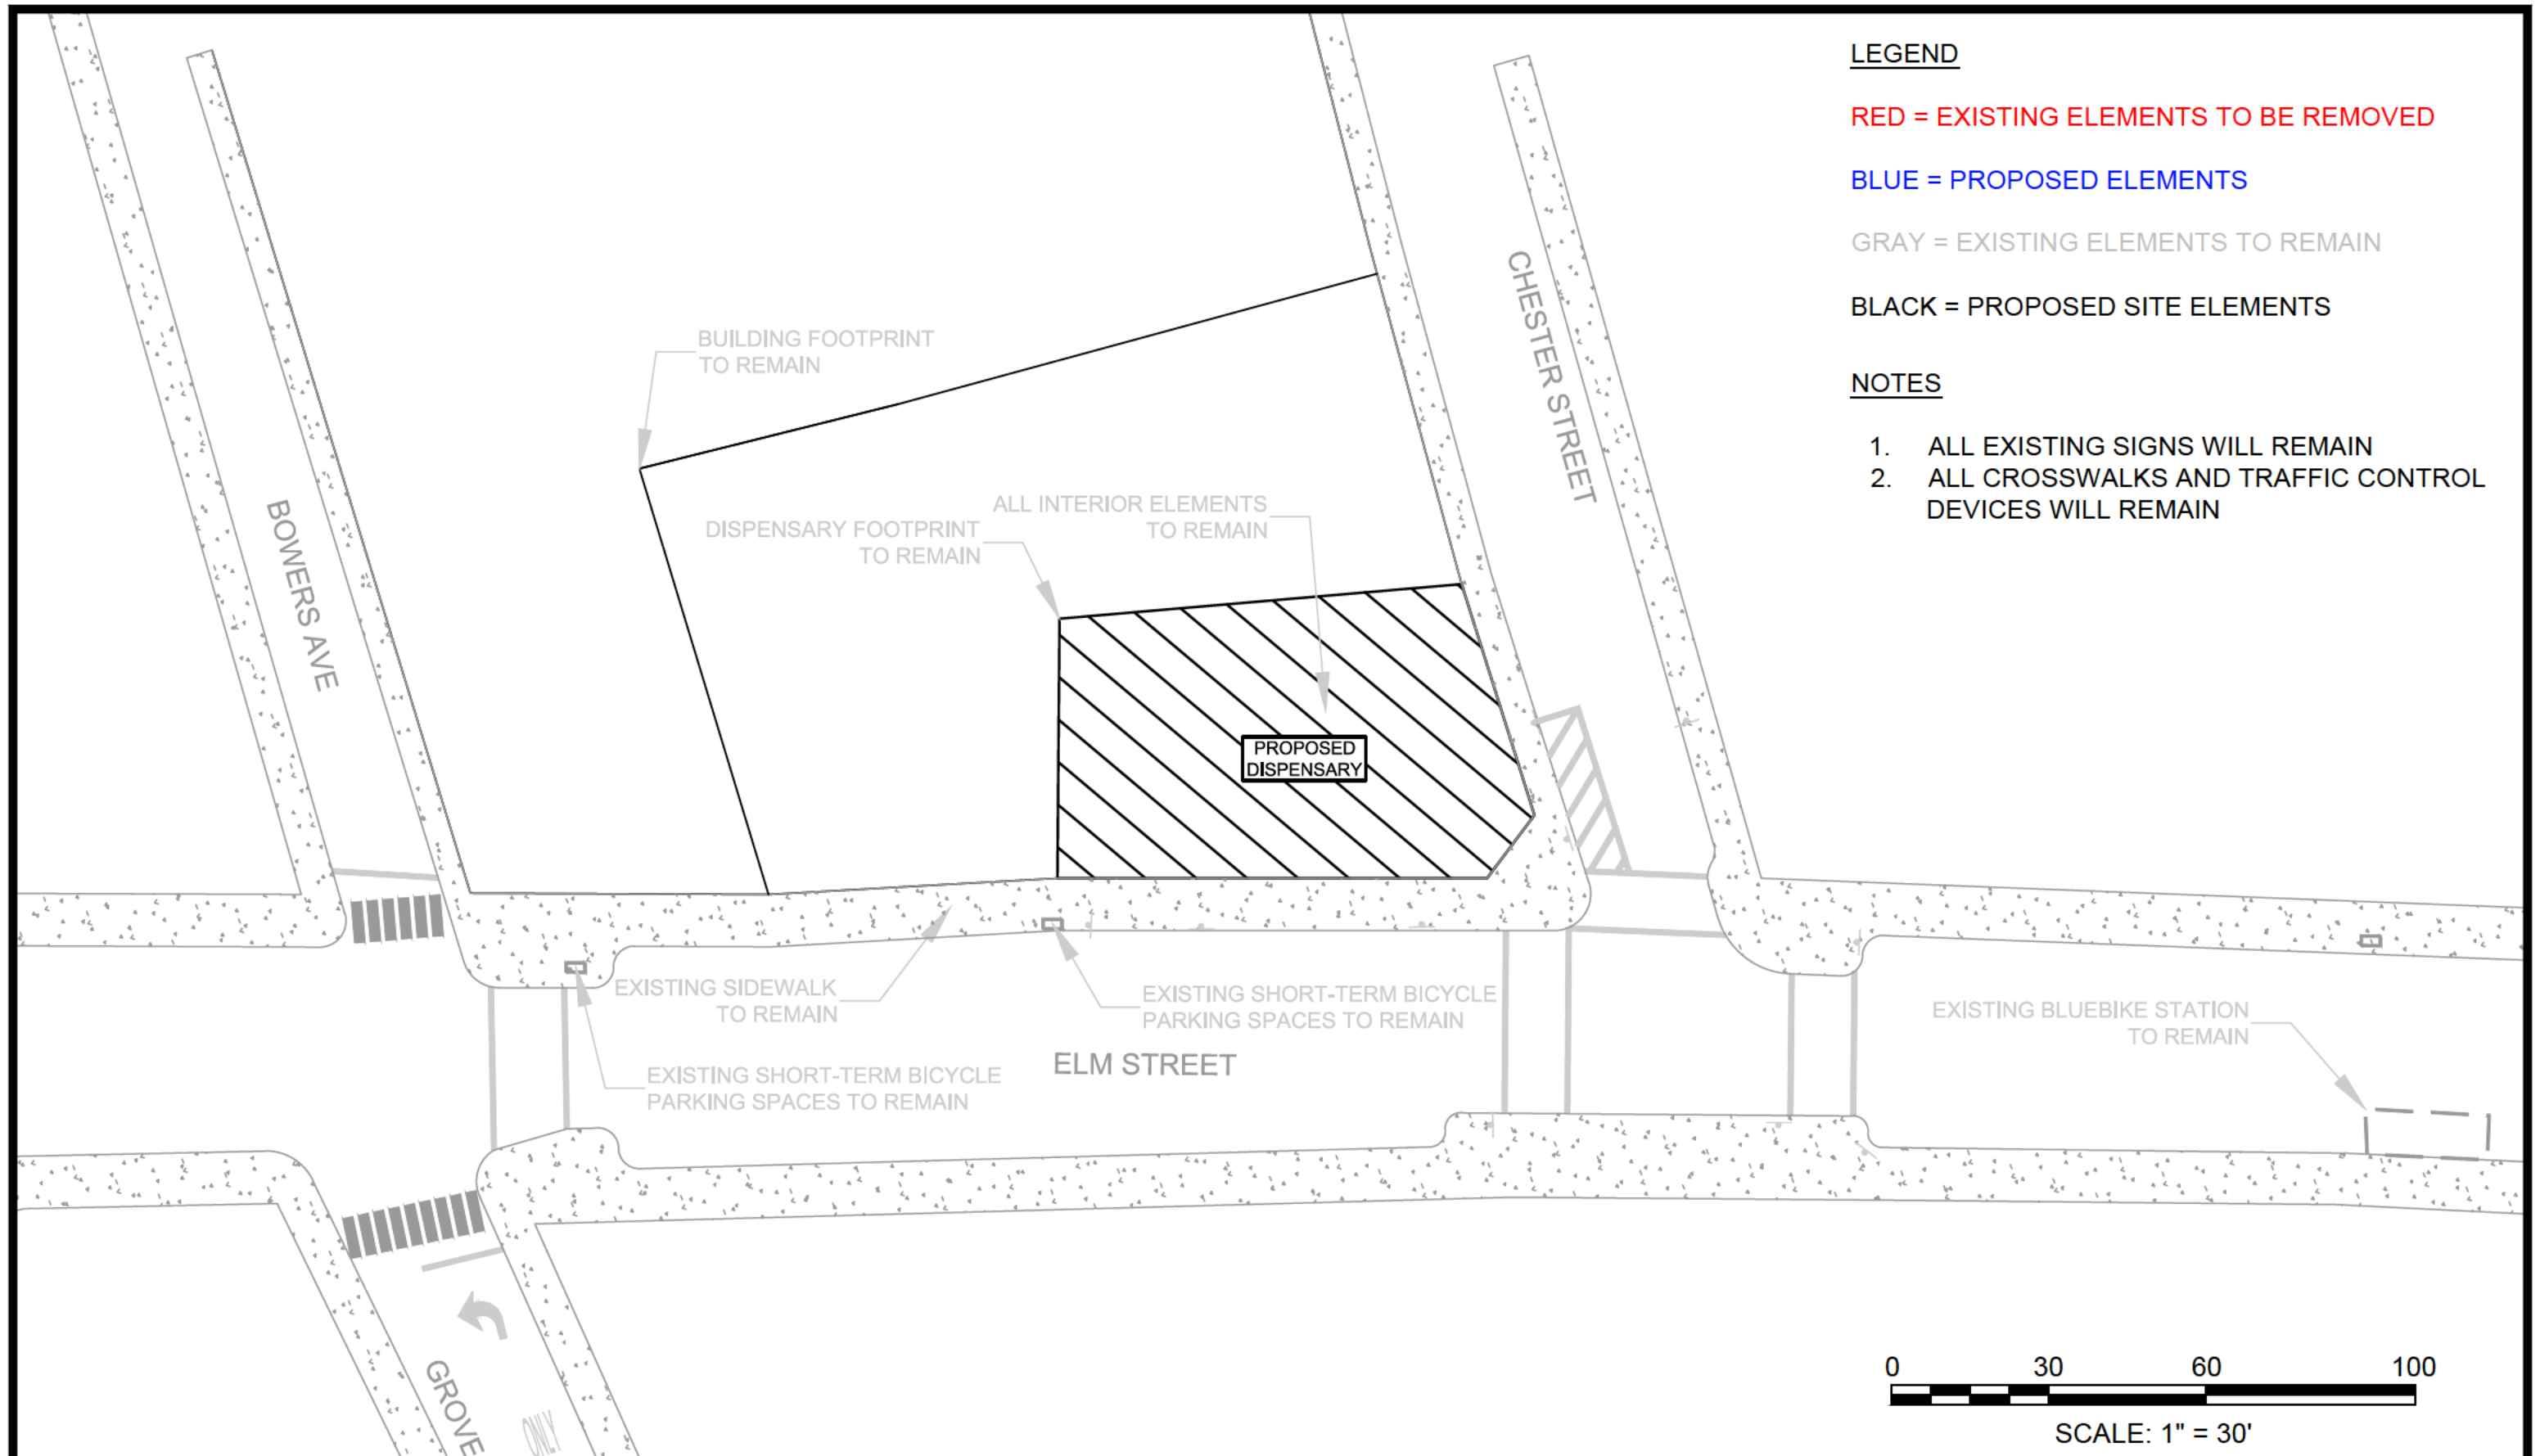 LEGEND
RED = EXISTING ELEMENTS TO BE REMOVED
BLUE = PROPOSED ELEMENTS
GRAY = EXISTING ELEMENTS TO REMAIN
BLACK = PROPOSED SITE ELEMENTS
NOTES
1. ALL EXISTING SIGNS WILL REMAIN
2. ALL CROSSWALKS AND TRAFFIC CONTROL
DEVICES WILL REMAIN
CHESTER STREET
BUILDING FOOTPRINT
TO REMAIN
BOWERS AVE
ALL INTERIOR ELEMENTS
TO REMAIN
DISPENSARY FOOTPRINT
TO REMAIN
PROPOSED
DISPENSARY
EXISTING SIDEWALK
TO REMAIN
EXISTING SHORT-TERM BICYCLE
PARKING SPACES TO REMAIN
EXISTING BLUEBIKE STATION
TO REMAIN
ELM STREET
EXISTING SHORT-TERM BICYCLE
PARKING SPACES TO REMAIN
GROVE
ONLY
0 30 60 100
SCALE: 1" = 30'